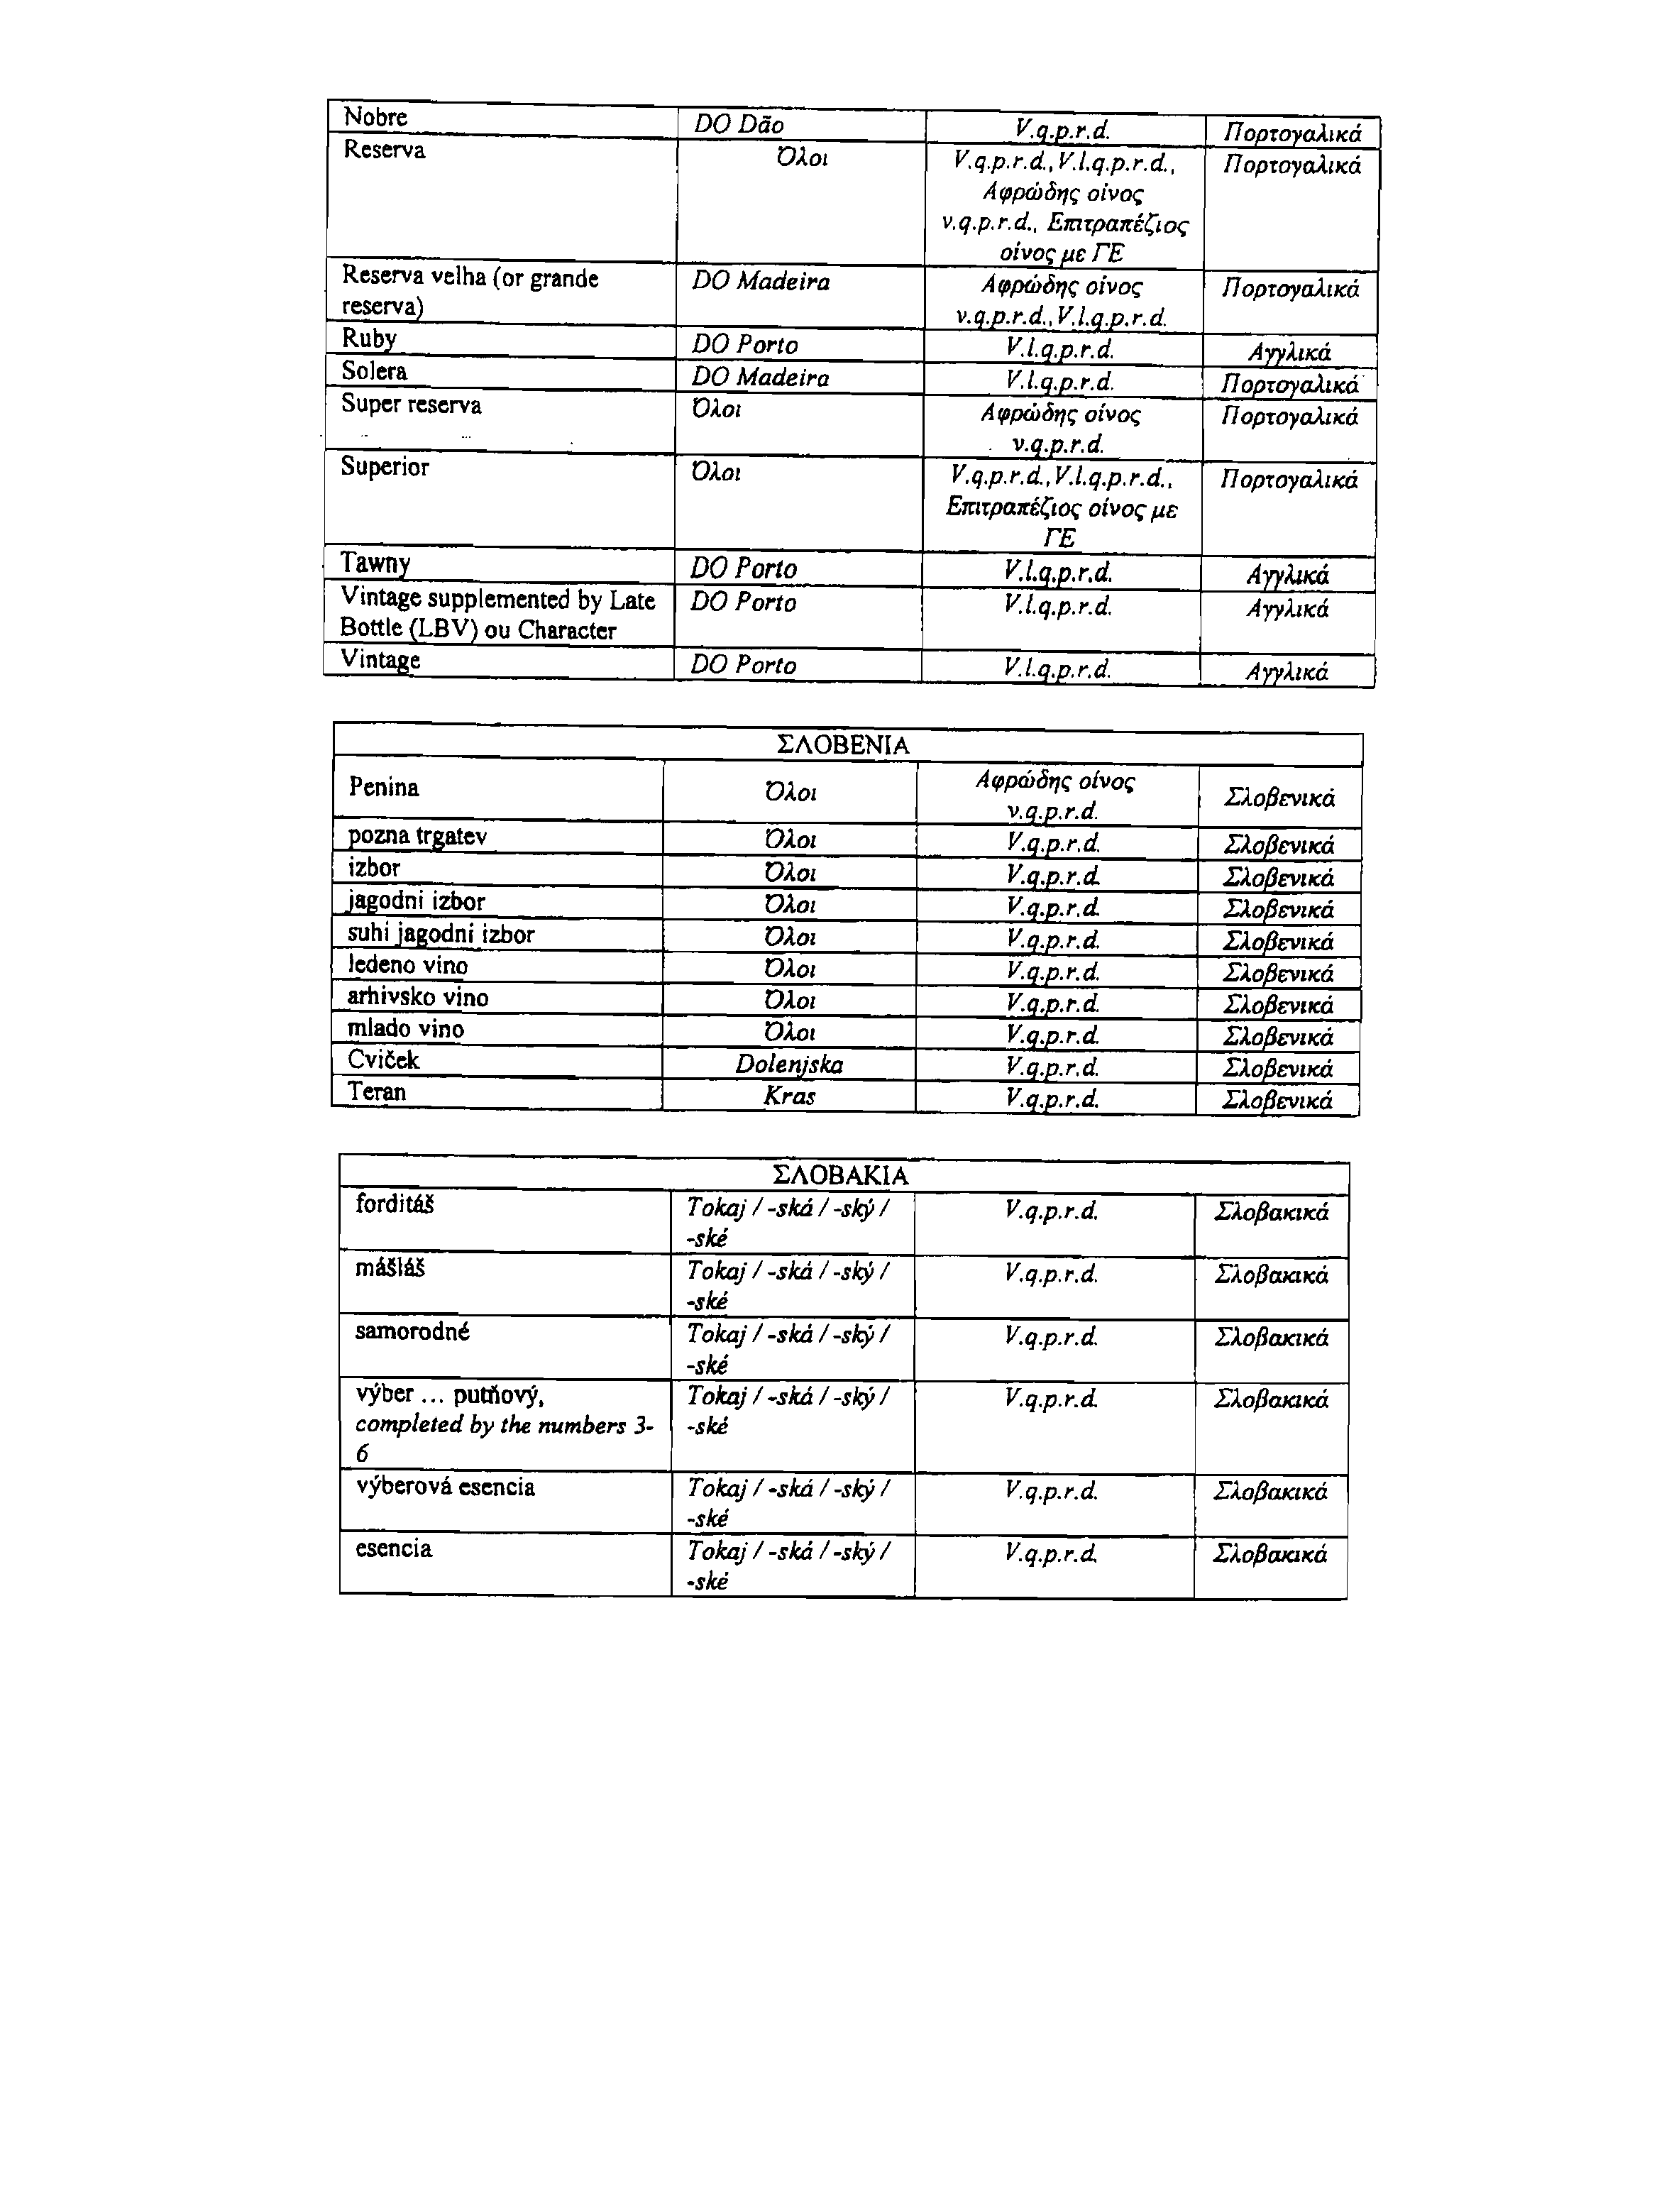 Nobre DO Dão V.q.p.r.d. Πορτογαλικά
Reserva Όλοι V.q.p.r.d., V.l.q.p.r.d., Πορτογαλικά
Αφρώδης οίνος
v.q.p.r.d., Επιτραπέζιος
οίνος με ΓΕ
Reserva velha (or grande DO Madeira Αφρώδης οίνος Πορτογαλικά
reserva) v.q.p.r.d., V.l.q.p.r.d.
Ruby DO Porto V.l.q.p.r.d. Αγγλικά
Solera DO Madeira V.l.q.p.r.d. Πορτογαλικά
Super reserva Όλοι Αφρώδης οίνος Πορτογαλικά
v.q.p.r.d.
Superior Όλοι V.q.p.r.d., V.l.q.p.r.d., Πορτογαλικά
Επιτραπέζιος οίνος με
ΓΕ
Tawny DO Porto V.l.q.p.r.d. Αγγλικά
Vintage supplemented by Late DO Porto V.l.q.p.r.d. Αγγλικά
Bottle (LBV) ou Character
Vintage DO Porto V.l.q.p.r.d. Αγγλικά
ΣΛΟΒΕΝΙΑ
Penina Όλοι Αφρώδης οίνος Σλοβενικά
v.q.p.r.d.
pozna trgatev Όλοι V.q.p.r.d. Σλοβενικά
izbor Όλοι V.q.p.r.d. Σλοβενικά
jagodni izbor Όλοι V.q.p.r.d. Σλοβενικά
suhi jagodni izbor Όλοι V.q.p.r.d. Σλοβενικά
ledeno vino Όλοι V.q.p.r.d. Σλοβενικά
arhivsko vino Όλοι V.q.p.r.d. Σλοβενικά
mlado vino Όλοι V.q.p.r.d. Σλοβενικά
Cviček Dolenjska V.q.p.r.d. Σλοβενικά
Teran Kras V.q.p.r.d. Σλοβενικά
ΣΛΟΒΑΚΙΑ
forditáš Tokaj / -ská / -ský / V.q.p.r.d. Σλοβακικά
-ské
mášláš Tokaj / -ská / -ský / V.q.p.r.d. Σλοβακικά
-ské
samorodné Tokaj / -ská / -ský / V.q.p.r.d. Σλοβακικά
-ské
výber ... putňový, Tokaj / -ská / -ský / V.q.p.r.d. Σλοβακικά
completed by the numbers 3- -ské
6
výberová esencia Tokaj / -ská / -ský / V.q.p.r.d. Σλοβακικά
-ské
esencia Tokaj / -ská / -ský / V.q.p.r.d. Σλοβακικά
-ské